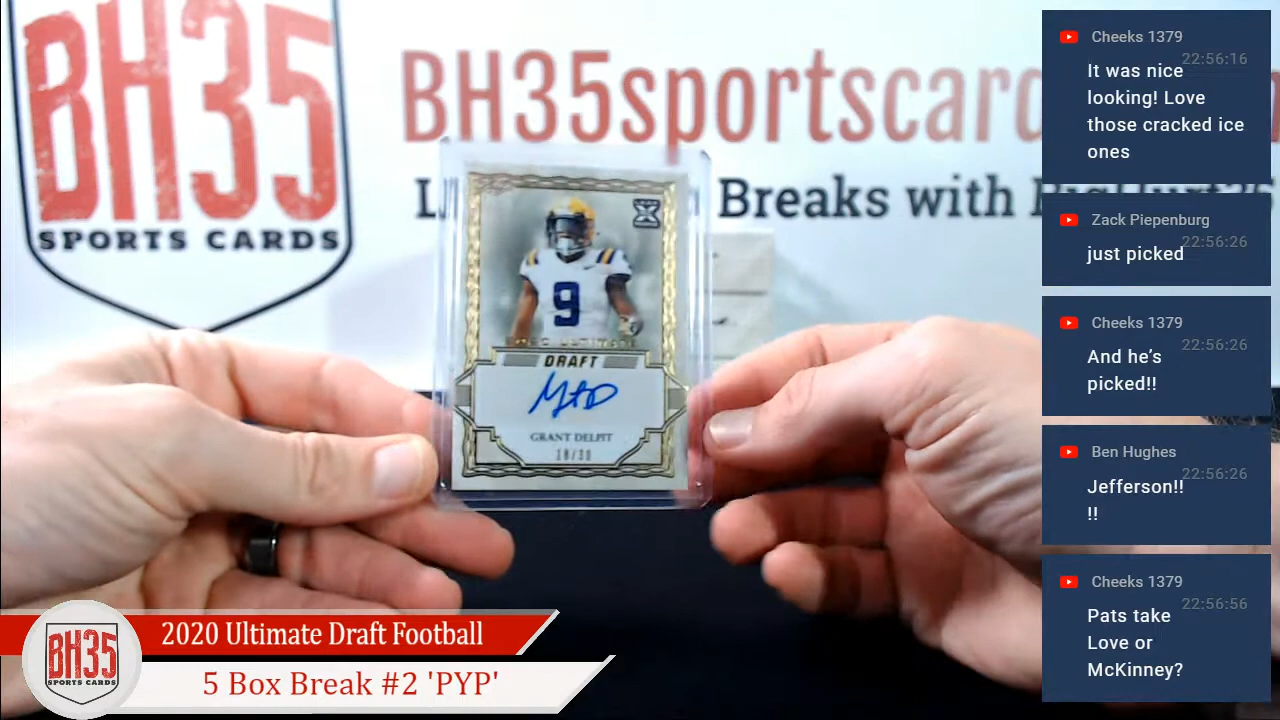 BH35
SPORTS CARDS
BH35sportscard
Breaks with
9
DRAFT
GRANT DELPIT
18/30
Cheeks 1379
22:56:16
It was nice
looking! Love
those cracked ice
ones
Zack Piepenburg
22:56:26
just picked
Cheeks 1379
22:56:26
And he's
picked!!
Ben Hughes
22:56:26
Jefferson!!
!!
Cheeks 1379
22:56:56
Pats take
Love or
McKinney?
BH35
SPORTS CARDS
2020 Ultimate Draft Football
5 Box Break #2 'PYP'